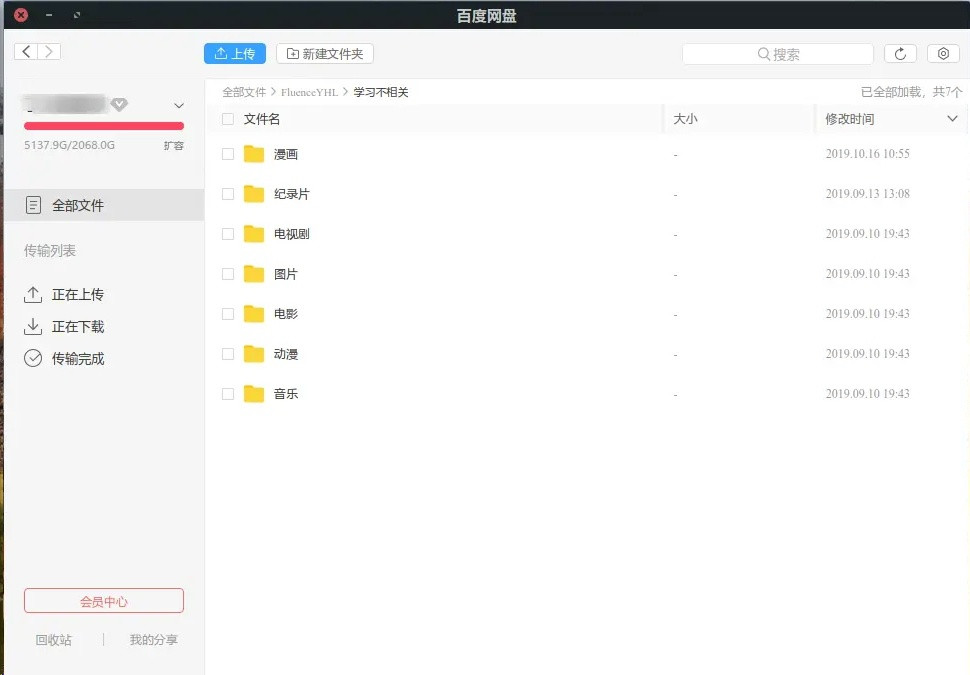 百度网盘
上传 新建文件夹 搜索
5137.9G/2068.0G 扩容
全部文件
传输列表
正在上传
正在下载
传输完成
会员中心
回收站 我的分享
全部文件 FluenceYHL 学习不相关 已全部加载，共7个
文件名 大小 修改时间
漫画 - 2019.10.16 10:55
纪录片 - 2019.09.13 13:08
电视剧 - 2019.09.10 19:43
图片 - 2019.09.10 19:43
电影 - 2019.09.10 19:43
动漫 - 2019.09.10 19:43
音乐 - 2019.09.10 19:43